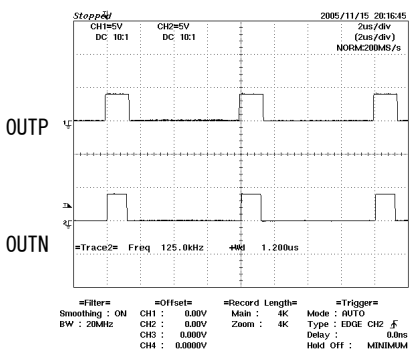 Stopped 2005/11/15 20:16:45
CH1=5V CH2=5V 2us/div
DC 10:1 DC 10:1 (2us/div)
NORM:200MS/s
OUTP
OUTN
=Trace2= Freq 125.0kHz +Wd 1.200us
=Filter= =Offset= =Record Length= =Trigger=
Smoothing : ON CH1 : 0.00V Main : 4K Mode : AUTO
BW : 20MHz CH2 : 0.00V Zoom : 4K Type : EDGE CH2
CH3 : 0.000V Delay : 0.0ns
CH4 : 0.0000V Hold Off : MINIMUM